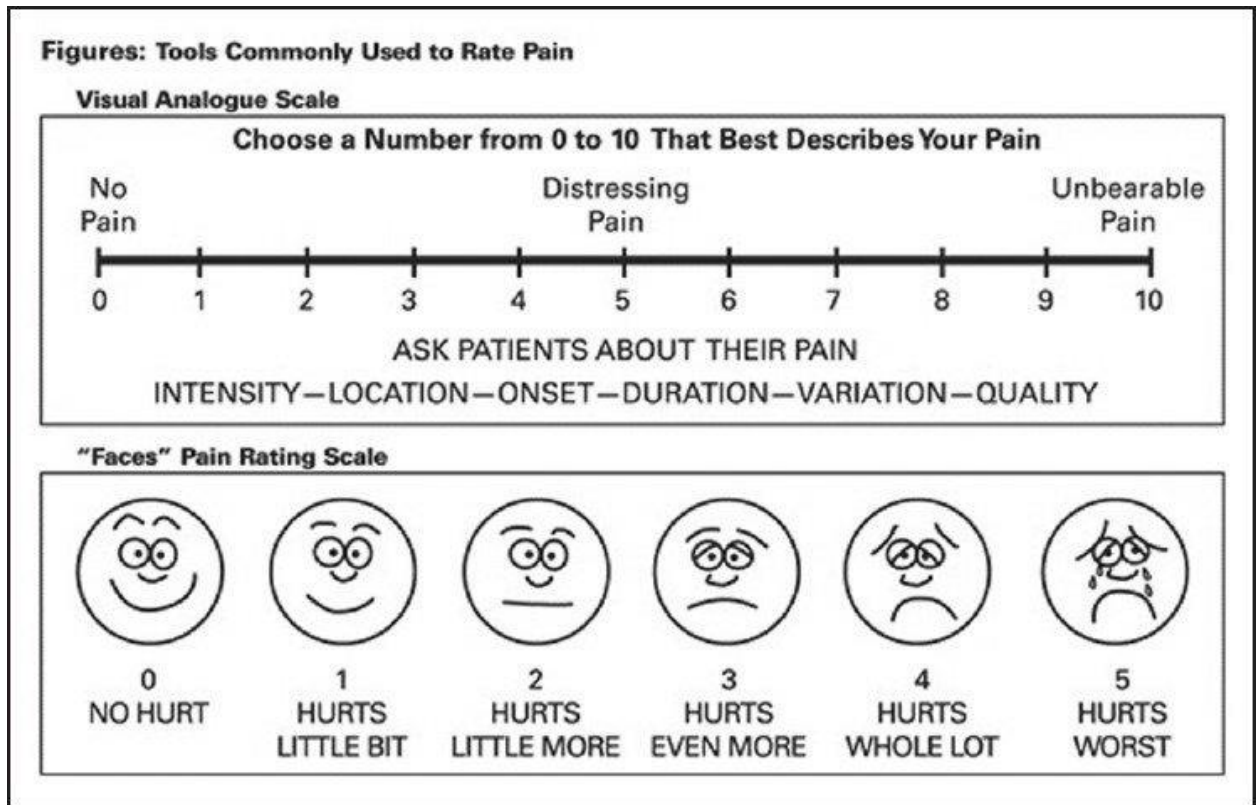 Figures: Tools Commonly Used to Rate Pain
Visual Analogue Scale
Choose a Number from 0 to 10 That Best Describes Your Pain
No Distressing Unbearable
Pain Pain Pain
0 1 2 3 4 5 6 7 8 9 10
ASK PATIENTS ABOUT THEIR PAIN
INTENSITY—LOCATION—ONSET—DURATION—VARIATION—QUALITY
"Faces" Pain Rating Scale
0 1 2 3 4 5
NO HURT HURTS HURTS HURTS HURTS HURTS
LITTLE BIT LITTLE MORE EVEN MORE WHOLE LOT WORST